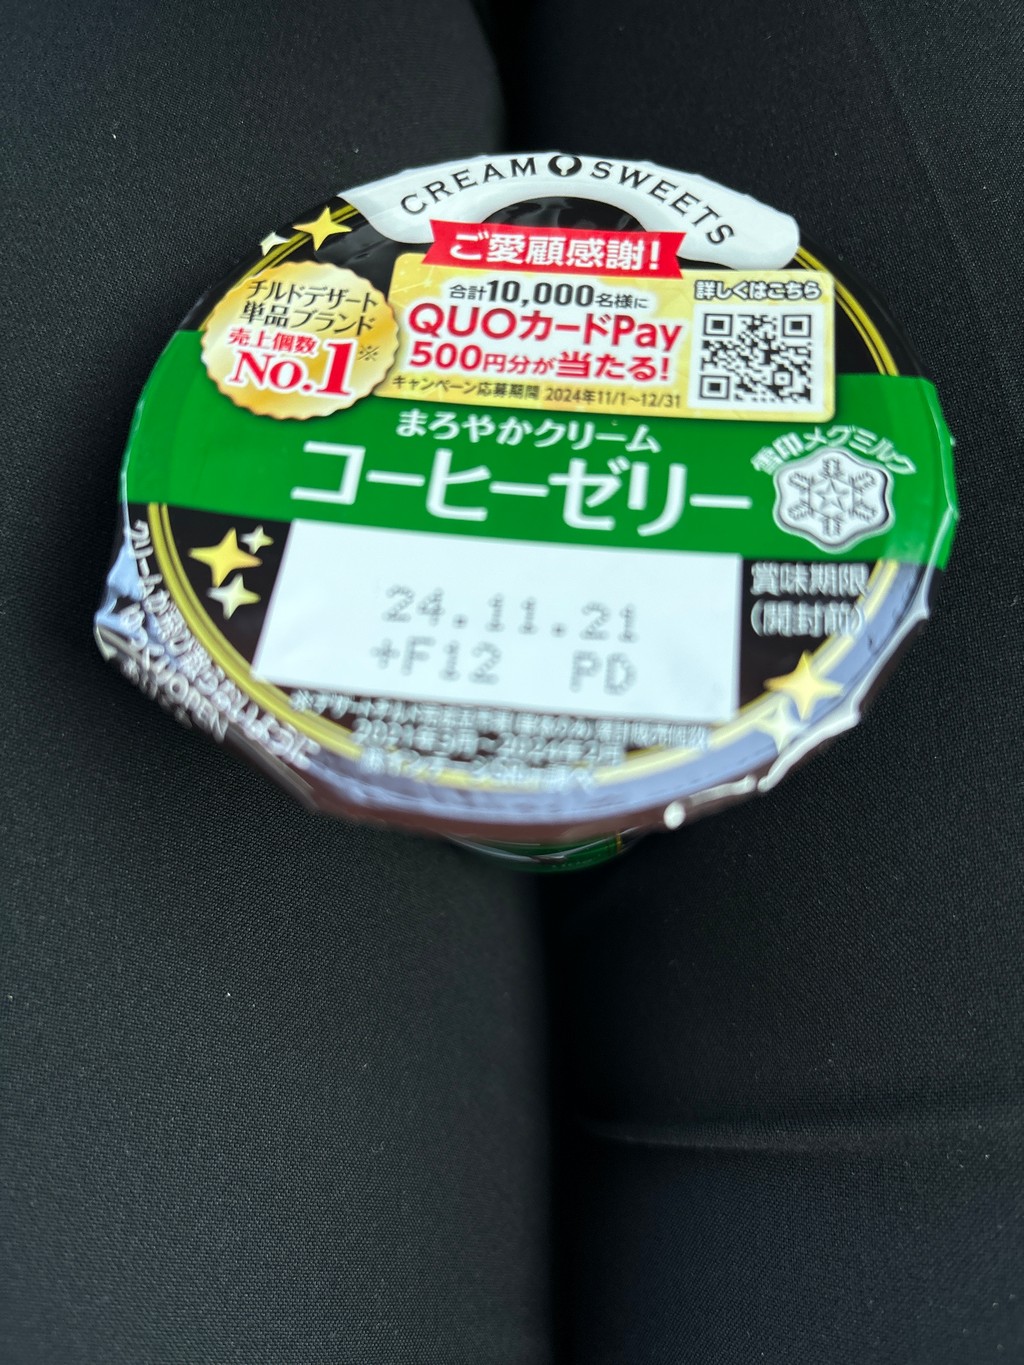 CREAM SWEETS
ご愛顧感謝!
チルドデザート
単品ブランド
売上個数
No.1※
合計10,000名様に
QUOカードPay
500円分が当たる!
キャンペーン応募期間 2024年11/1~12/31
詳しくはこちら
まろやかクリーム
コーヒーゼリー
雪印メグミルク
賞味期限
(開封前)
24.11.21
+F12 PD
OPEN